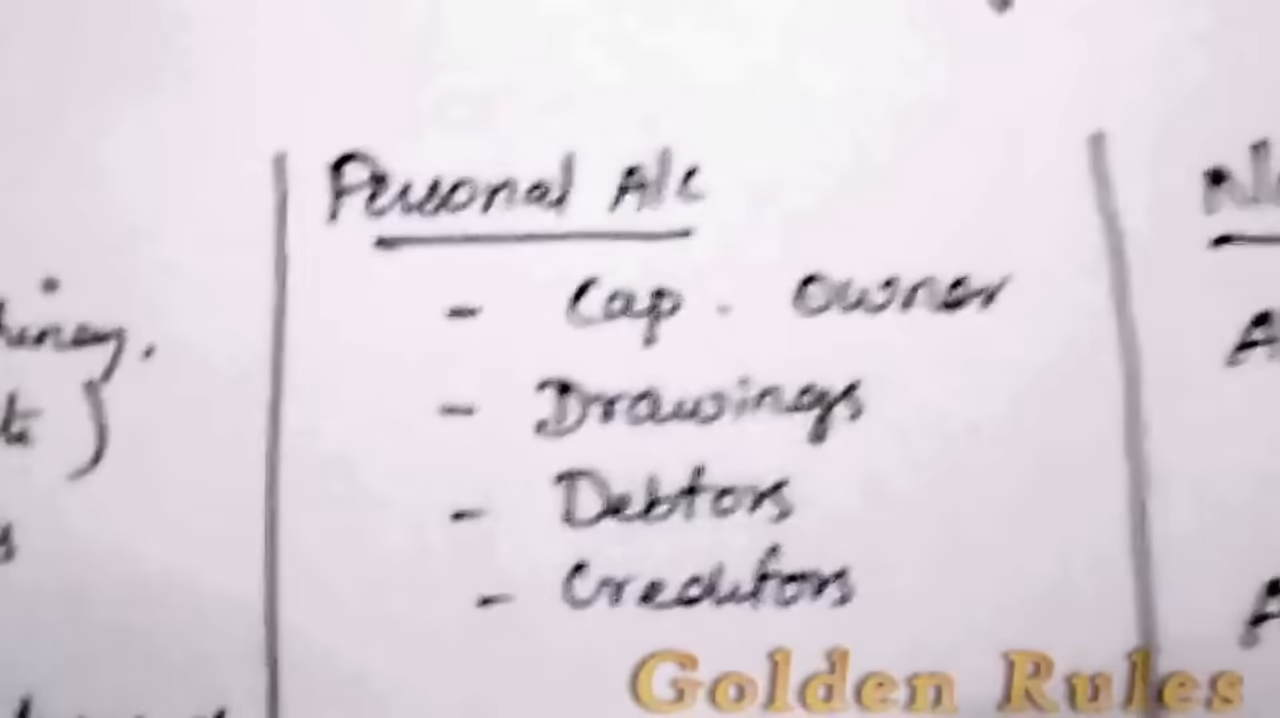 Personal A/c
- Cap. Owner
- Drawings
- Debtors
- Creditors
Golden Rules